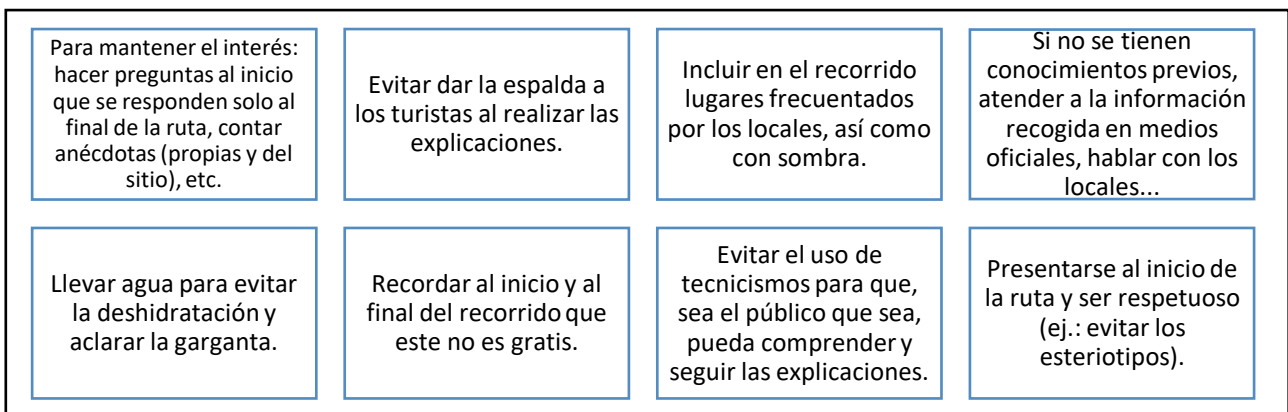 Para mantener el interés:
hacer preguntas al inicio
que se responden solo al
final de la ruta, contar
anécdotas (propias y del
sitio), etc.
Evitar dar la espalda a
los turistas al realizar las
explicaciones.
Incluir en el recorrido
lugares frecuentados
por los locales, así como
con sombra.
Si no se tienen
conocimientos previos,
atender a la información
recogida en medios
oficiales, hablar con los
locales...
Llevar agua para evitar
la deshidratación y
aclarar la garganta.
Recordar al inicio y al
final del recorrido que
este no es gratis.
Evitar el uso de
tecnicismos para que,
sea el público que sea,
pueda comprender y
seguir las explicaciones.
Presentarse al inicio de
la ruta y ser respetuoso
(ej.: evitar los
esteriotipos).